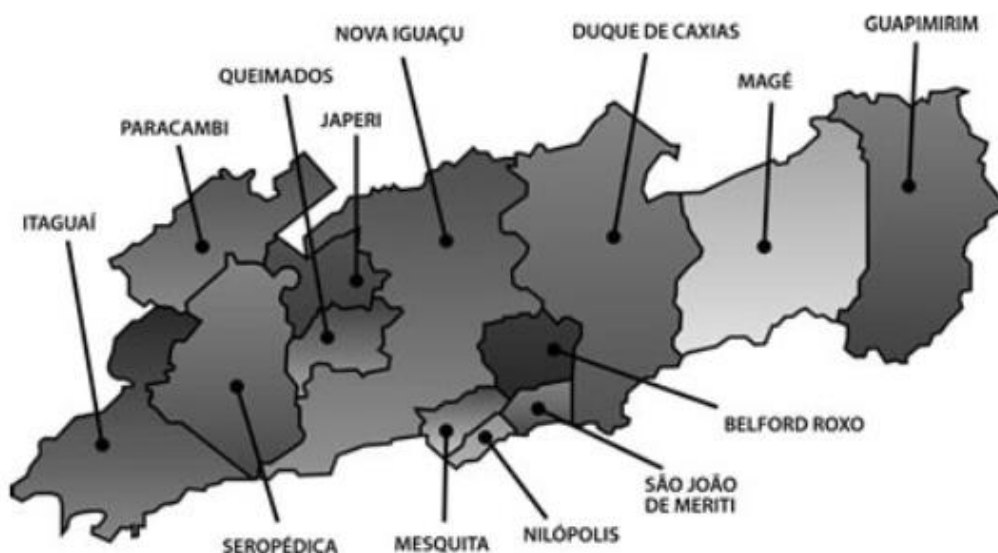 GUAPIMIRIM
NOVA IGUAÇU
DUQUE DE CAXIAS
QUEIMADOS
MAGÉ
JAPERI
PARACAMBI
ITAGUAÍ
BELFORD ROXO
SÃO JOÃO
DE MERITI
NILÓPOLIS
MESQUITA
SEROPÉDICA